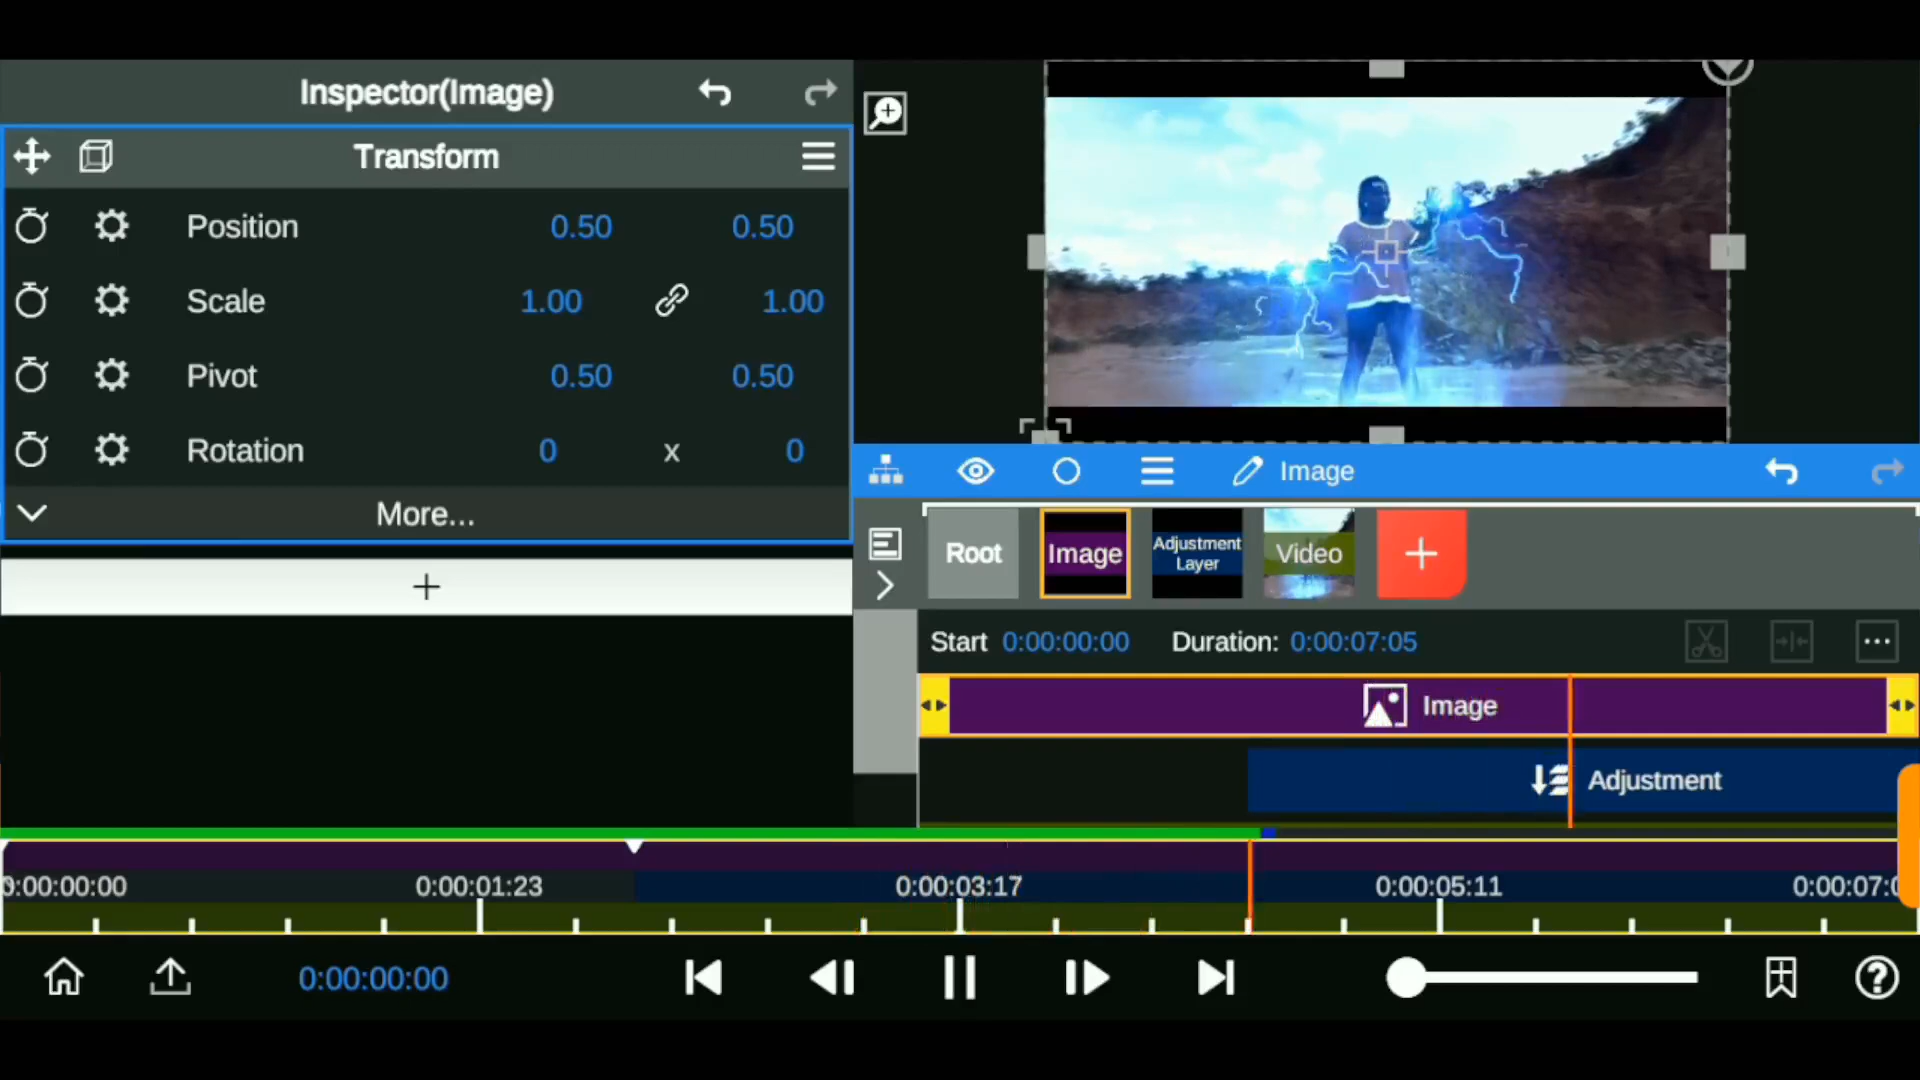 Inspector(Image)
Transform
Position 0.50 0.50
Scale 1.00 1.00
Pivot 0.50 0.50
Rotation 0 x 0
More...
+
Image
Root
Image
Adjustment
Layer
Video
+
Start 0:00:00:00 Duration: 0:00:07:05
Image
Adjustment
0:00:00:00 0:00:01:23 0:00:03:17 0:00:05:11 0:00:07:0
0:00:00:00